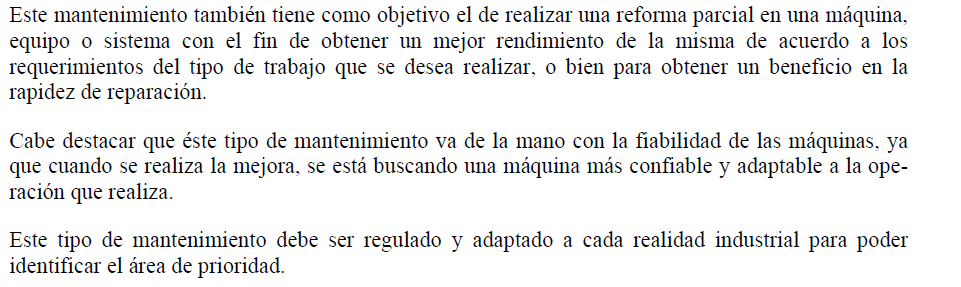 Este mantenimiento también tiene como objetivo el de realizar una reforma parcial en una máquina,
equipo o sistema con el fin de obtener un mejor rendimiento de la misma de acuerdo a los
requerimientos del tipo de trabajo que se desea realizar, o bien para obtener un beneficio en la
rapidez de reparación.
Cabe destacar que éste tipo de mantenimiento va de la mano con la fiabilidad de las máquinas, ya
que cuando se realiza la mejora, se está buscando una máquina más confiable y adaptable a la ope-
ración que realiza.
Este tipo de mantenimiento debe ser regulado y adaptado a cada realidad industrial para poder
identificar el área de prioridad.